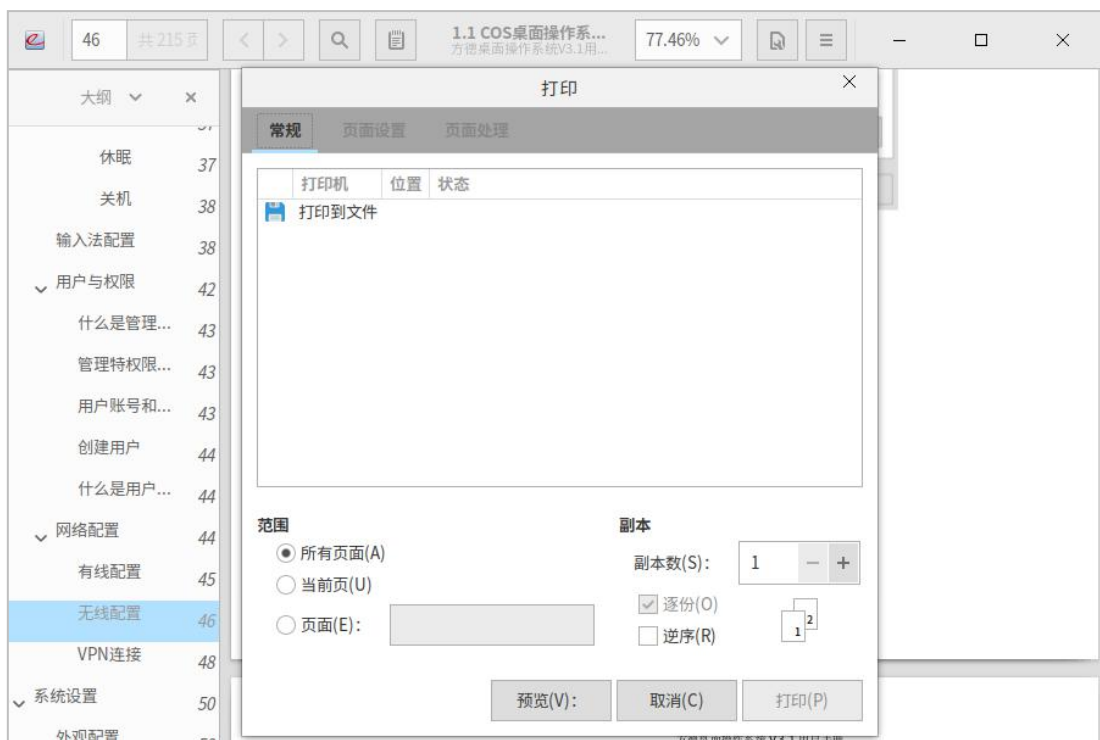 46 共215页 1.1 COS桌面操作系... 77.46%
方德桌面操作系统V3.1用...
大纲
休眠 37
关机 38
输入法配置 38
用户与权限 42
什么是管理... 43
管理特权限... 43
用户账号和... 43
创建用户 44
什么是用户... 44
网络配置 44
有线配置 45
无线配置 46
VPN连接 48
系统设置 50
外观配置
打印
常规 页面设置 页面处理
打印机 位置 状态
打印到文件
范围
所有页面(A)
当前页(U)
页面(E):
副本
副本数(S): 1
逐份(O)
逆序(R)
1 2
预览(V): 取消(C) 打印(P)